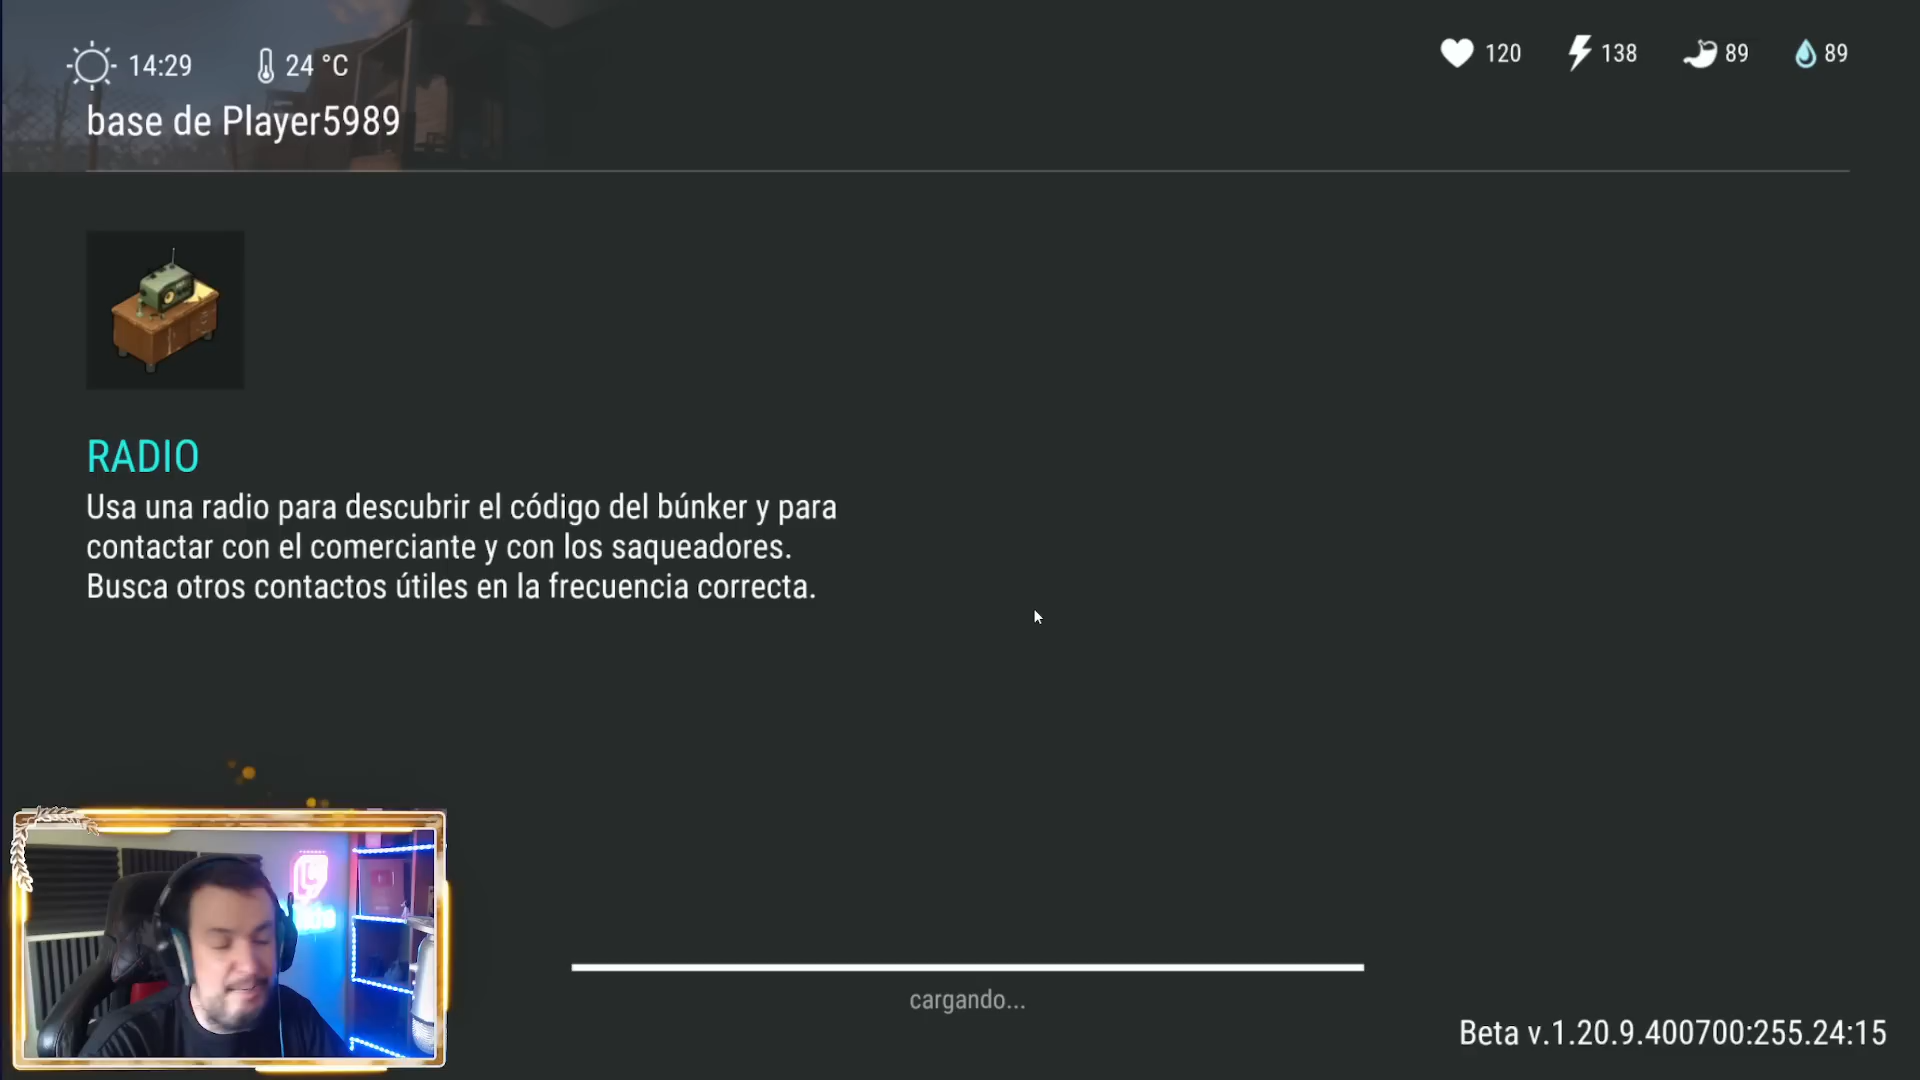 14:29
24 °C
120
138
89
89
base de Player5989
RADIO
Usa una radio para descubrir el código del búnker y para
contactar con el comerciante y con los saqueadores.
Busca otros contactos útiles en la frecuencia correcta.
cargando...
Beta v.1.20.9.400700:255.24:15